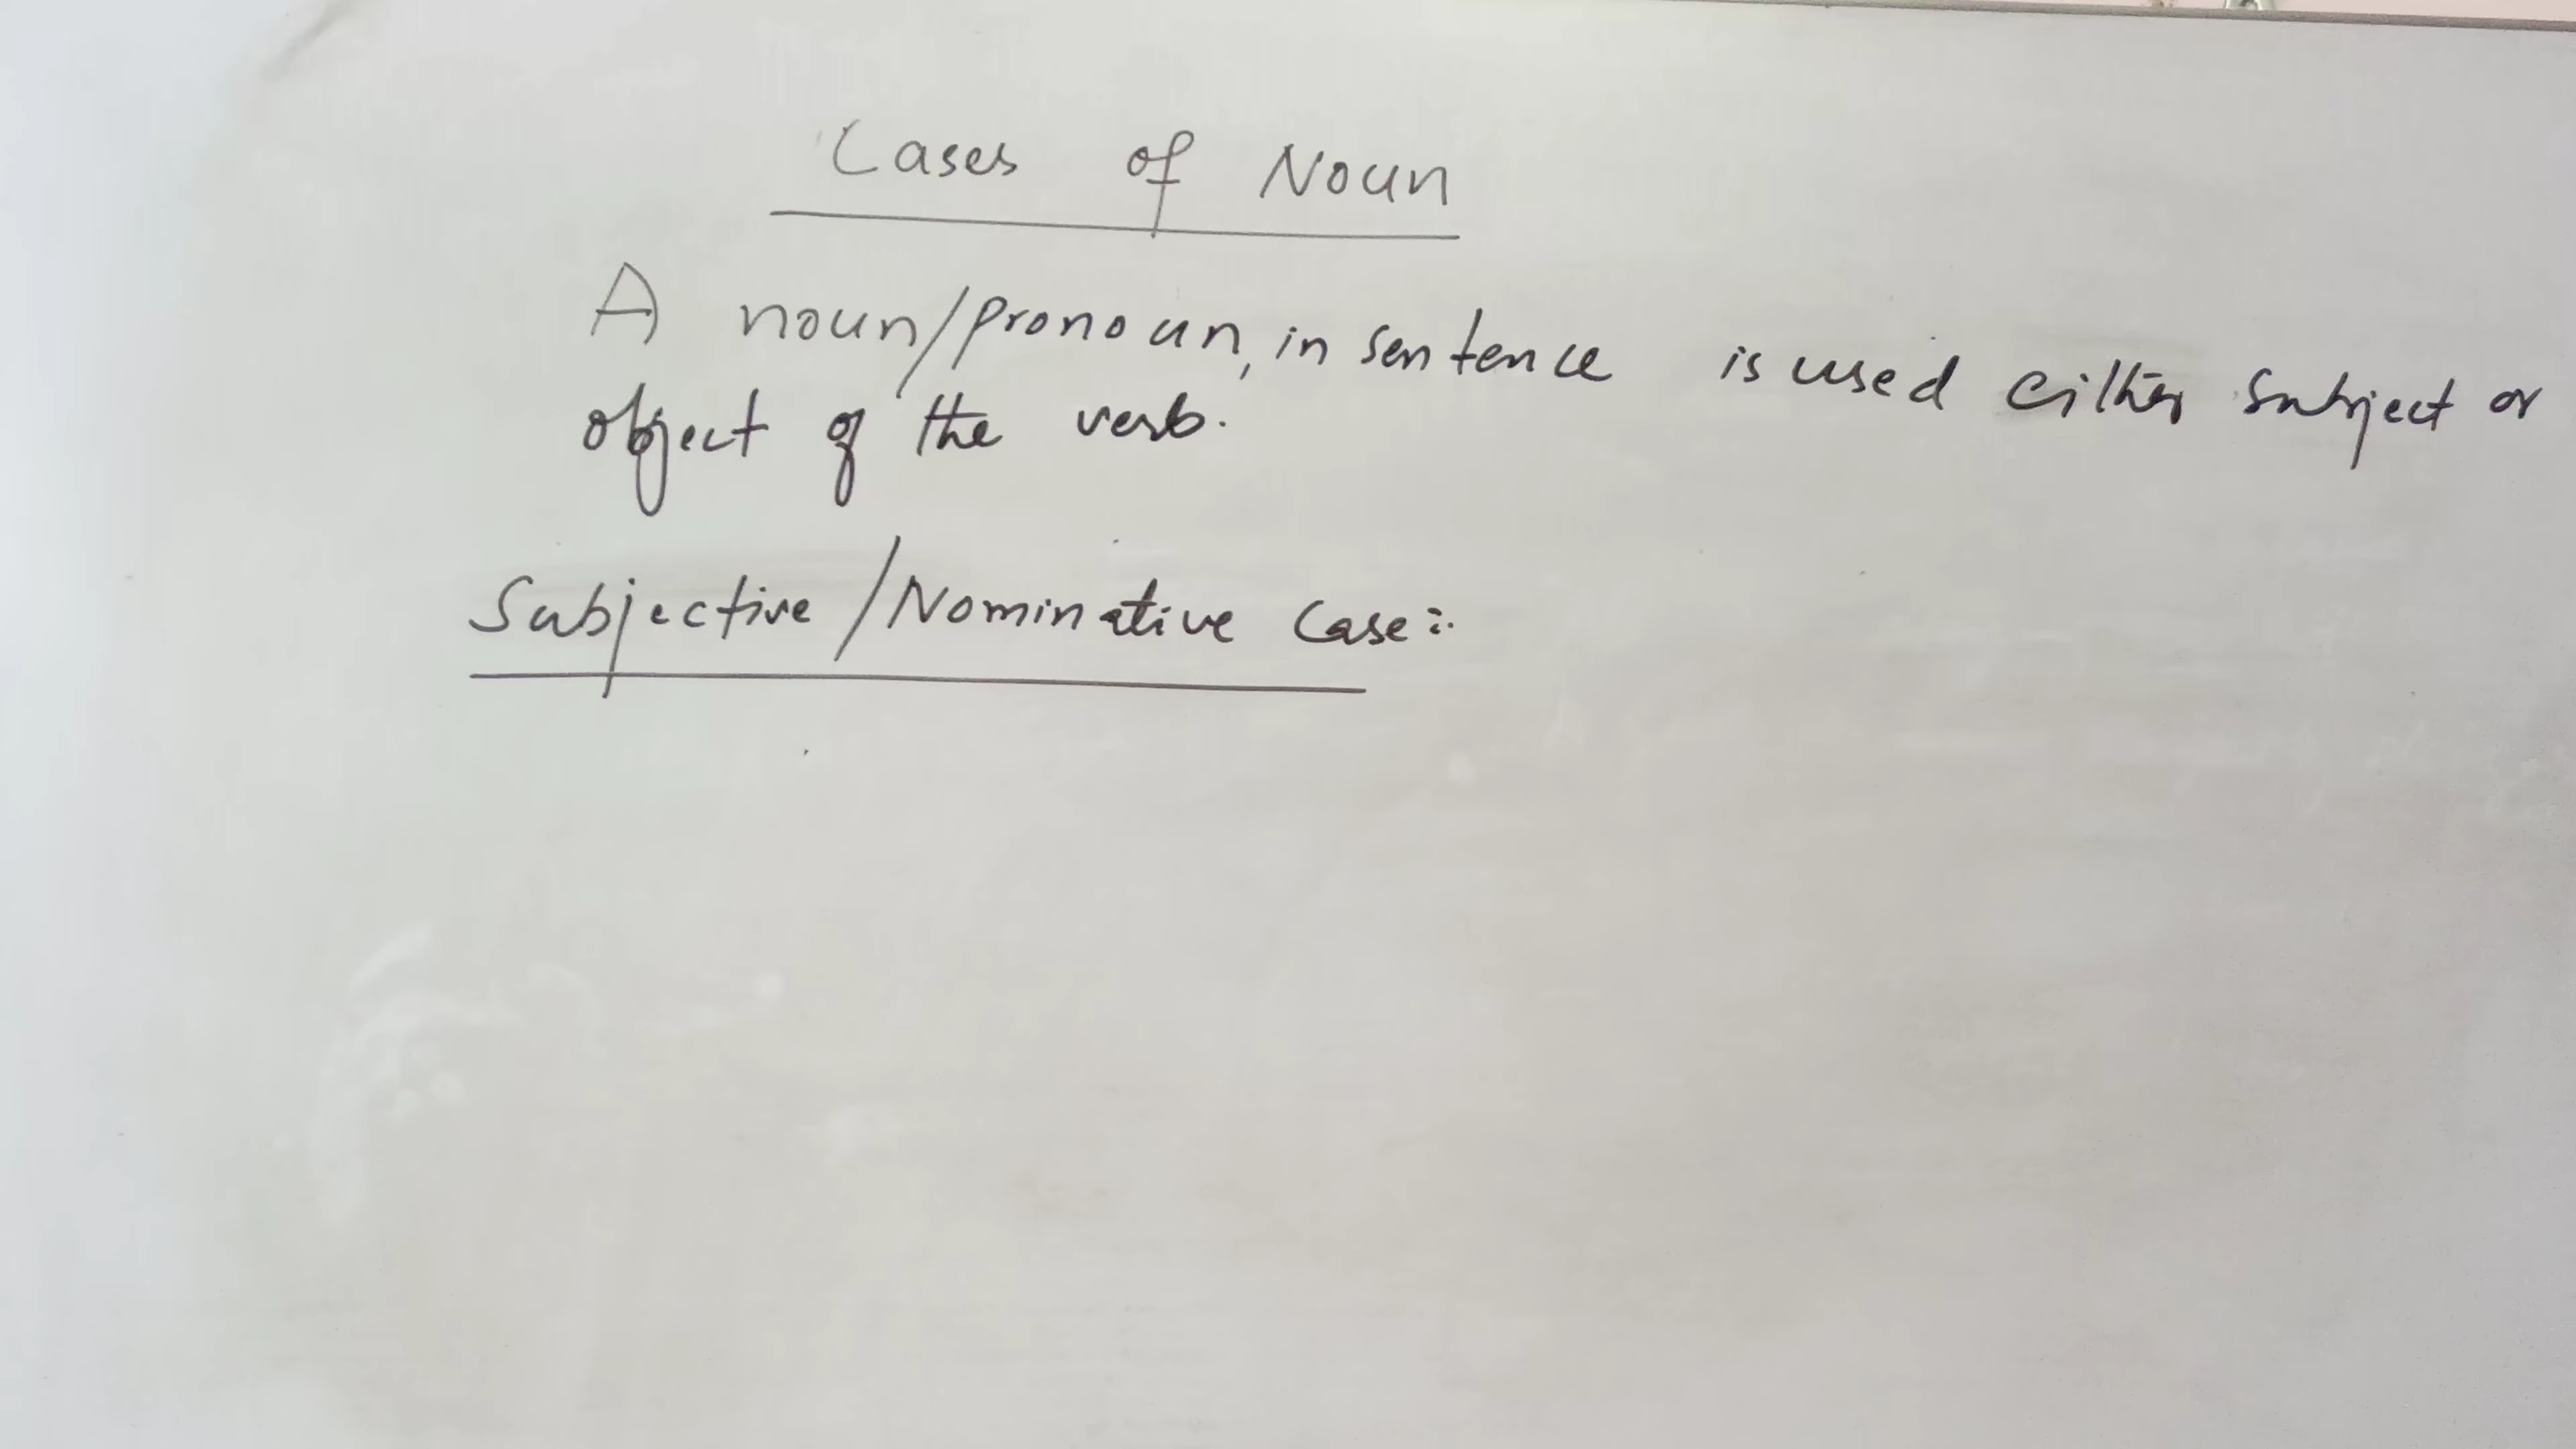 Cases of Noun
A noun/pronoun, in sentence is used either subject or
object of the verb.
Subjective/Nominative Case:-